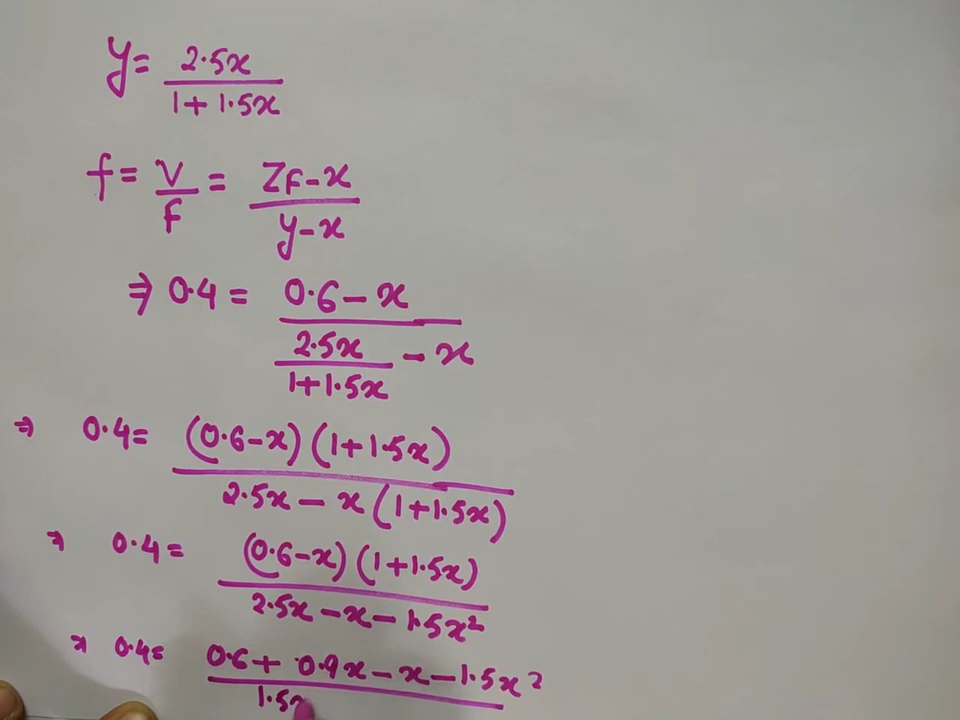 y = 2.5x / 1 + 1.5x
f = V / F = ZF - x / y - x
⇒ 0.4 = 0.6 - x / 2.5x / 1 + 1.5x - x
⇒ 0.4 = (0.6 - x) (1 + 1.5x) / 2.5x - x (1 + 1.5x)
⇒ 0.4 = (0.6 - x) (1 + 1.5x) / 2.5x - x - 1.5x²
⇒ 0.4 = 0.6 + 0.9x - x - 1.5x² / 1.5x